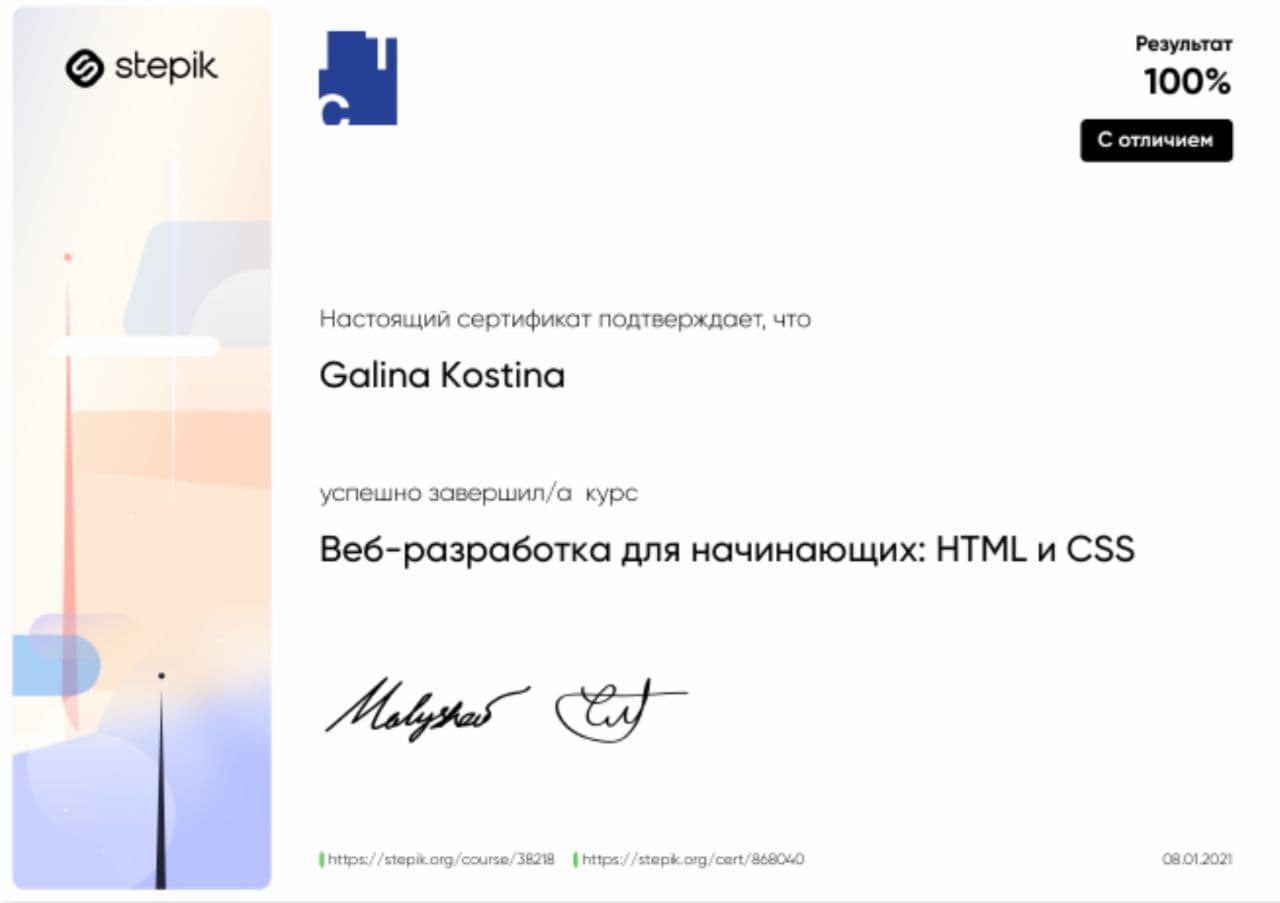 stepik
Результат
100%
С отличием
Настоящий сертификат подтверждает, что
Galina Kostina
успешно завершил/а курс
Веб-разработка для начинающих: HTML и CSS
https://stepik.org/course/38218 https://stepik.org/cert/868040
08.01.2021